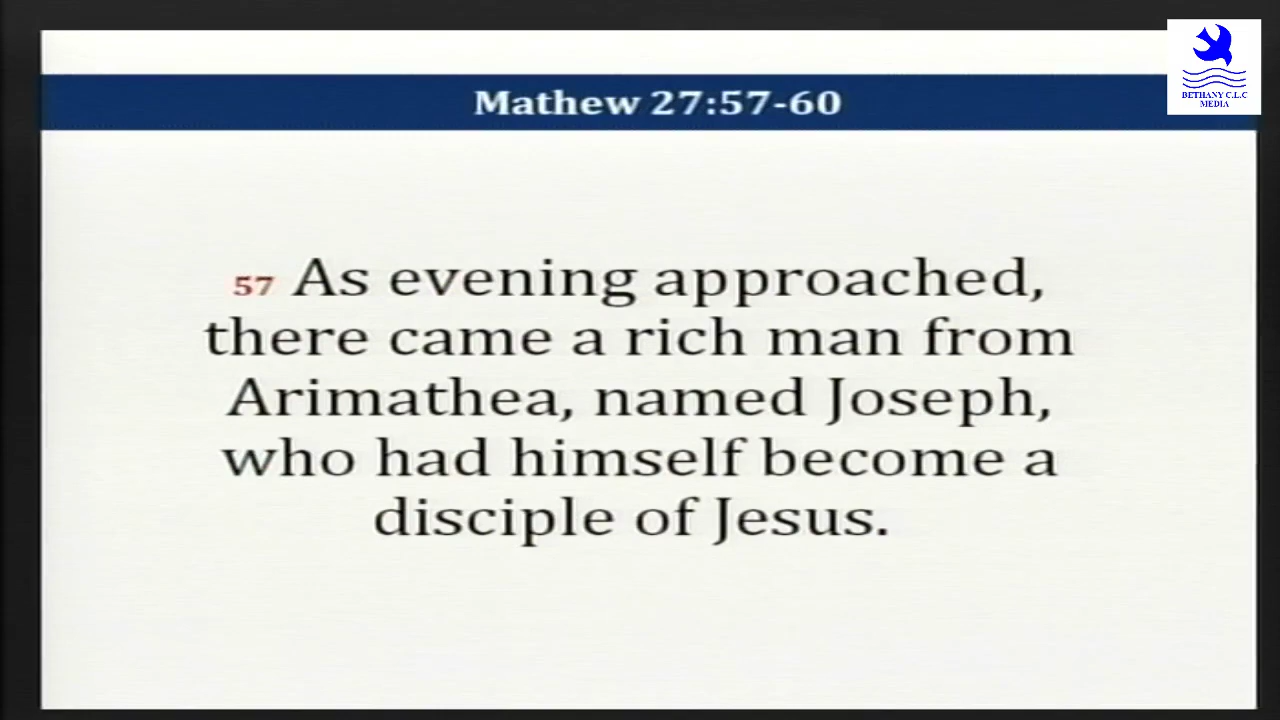 Mathew 27:57-60
BETHANY C.L.C
MEDIA
57 As evening approached,
there came a rich man from
Arimathea, named Joseph,
who had himself become a
disciple of Jesus.